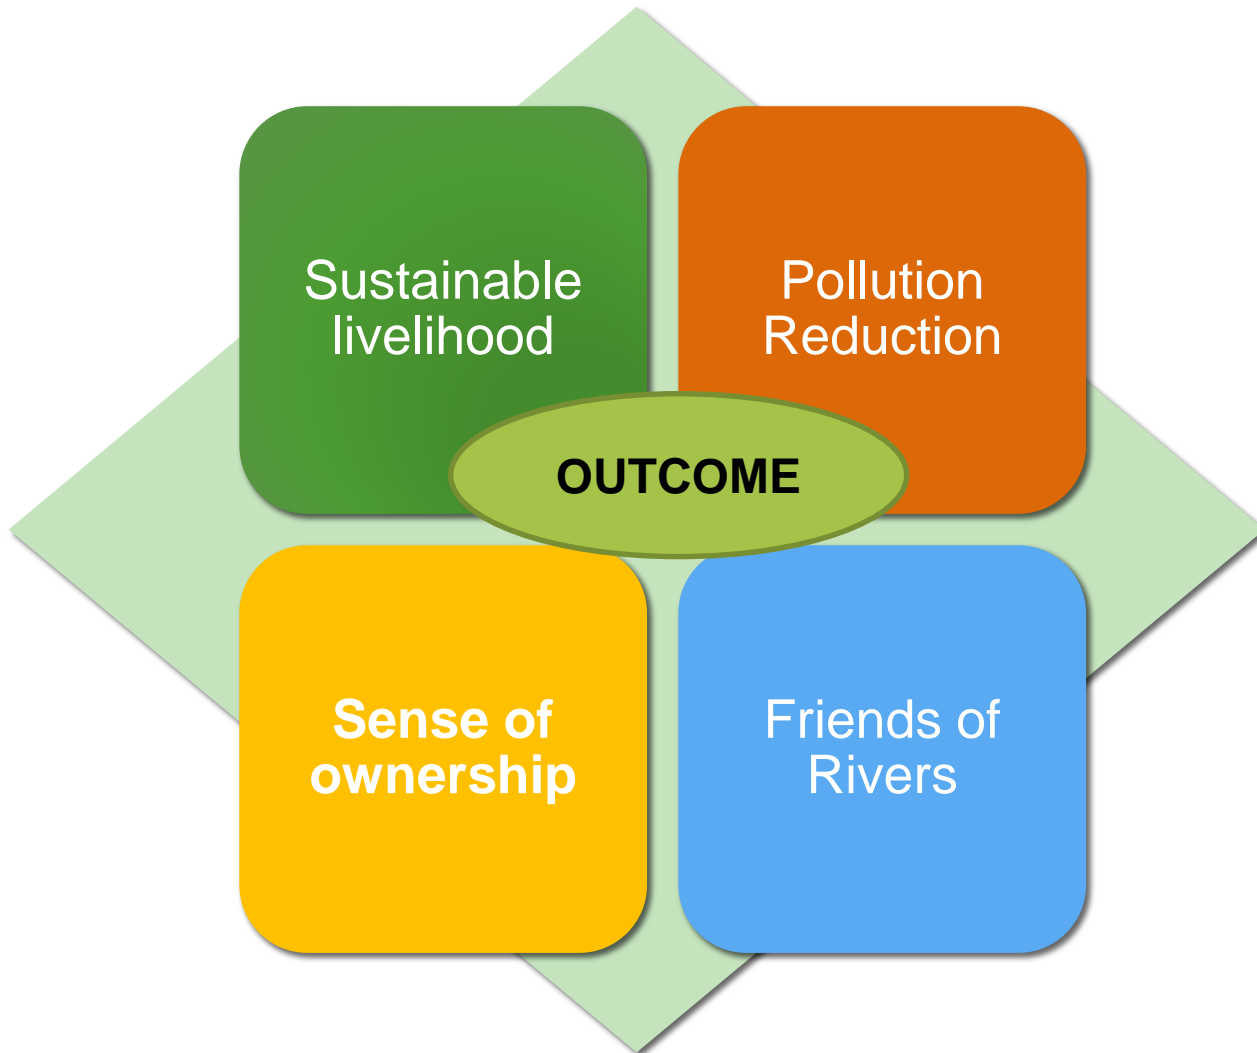 Sustainable
livelihood
Pollution
Reduction
OUTCOME
Sense of
ownership
Friends of
Rivers